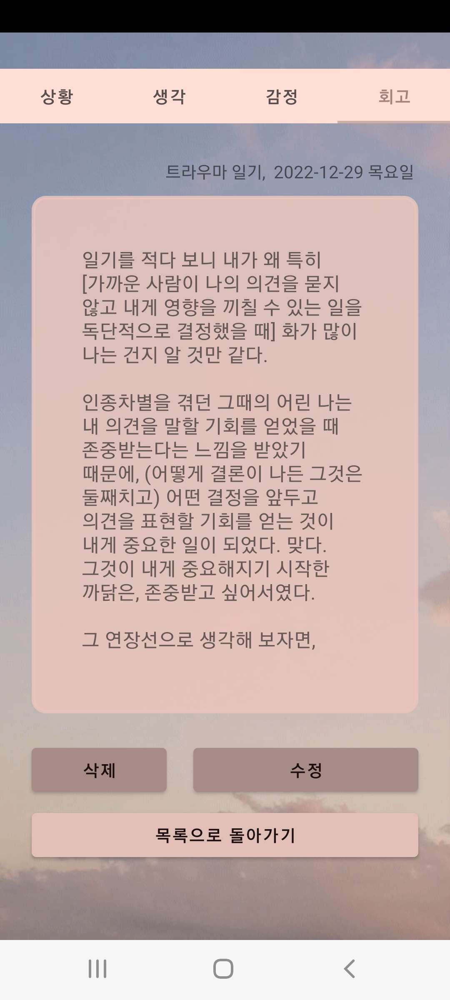 상황
생각
감정
회고
트라우마 일기, 2022-12-29 목요일
일기를 적다 보니 내가 왜 특히
[가까운 사람이 나의 의견을 묻지
않고 내게 영향을 끼칠 수 있는 일을
독단적으로 결정했을 때] 화가 많이
나는 건지 알 것만 같다.
인종차별을 겪던 그때의 어린 나는
내 의견을 말할 기회를 얻었을 때
존중받는다는 느낌을 받았기
때문에, (어떻게 결론이 나든 그것은
둘째치고) 어떤 결정을 앞두고
의견을 표현할 기회를 얻는 것이
내게 중요한 일이 되었다. 맞다.
그것이 내게 중요해지기 시작한
까닭은, 존중받고 싶어서였다.
그 연장선으로 생각해 보자면,
삭제
수정
목록으로 돌아가기